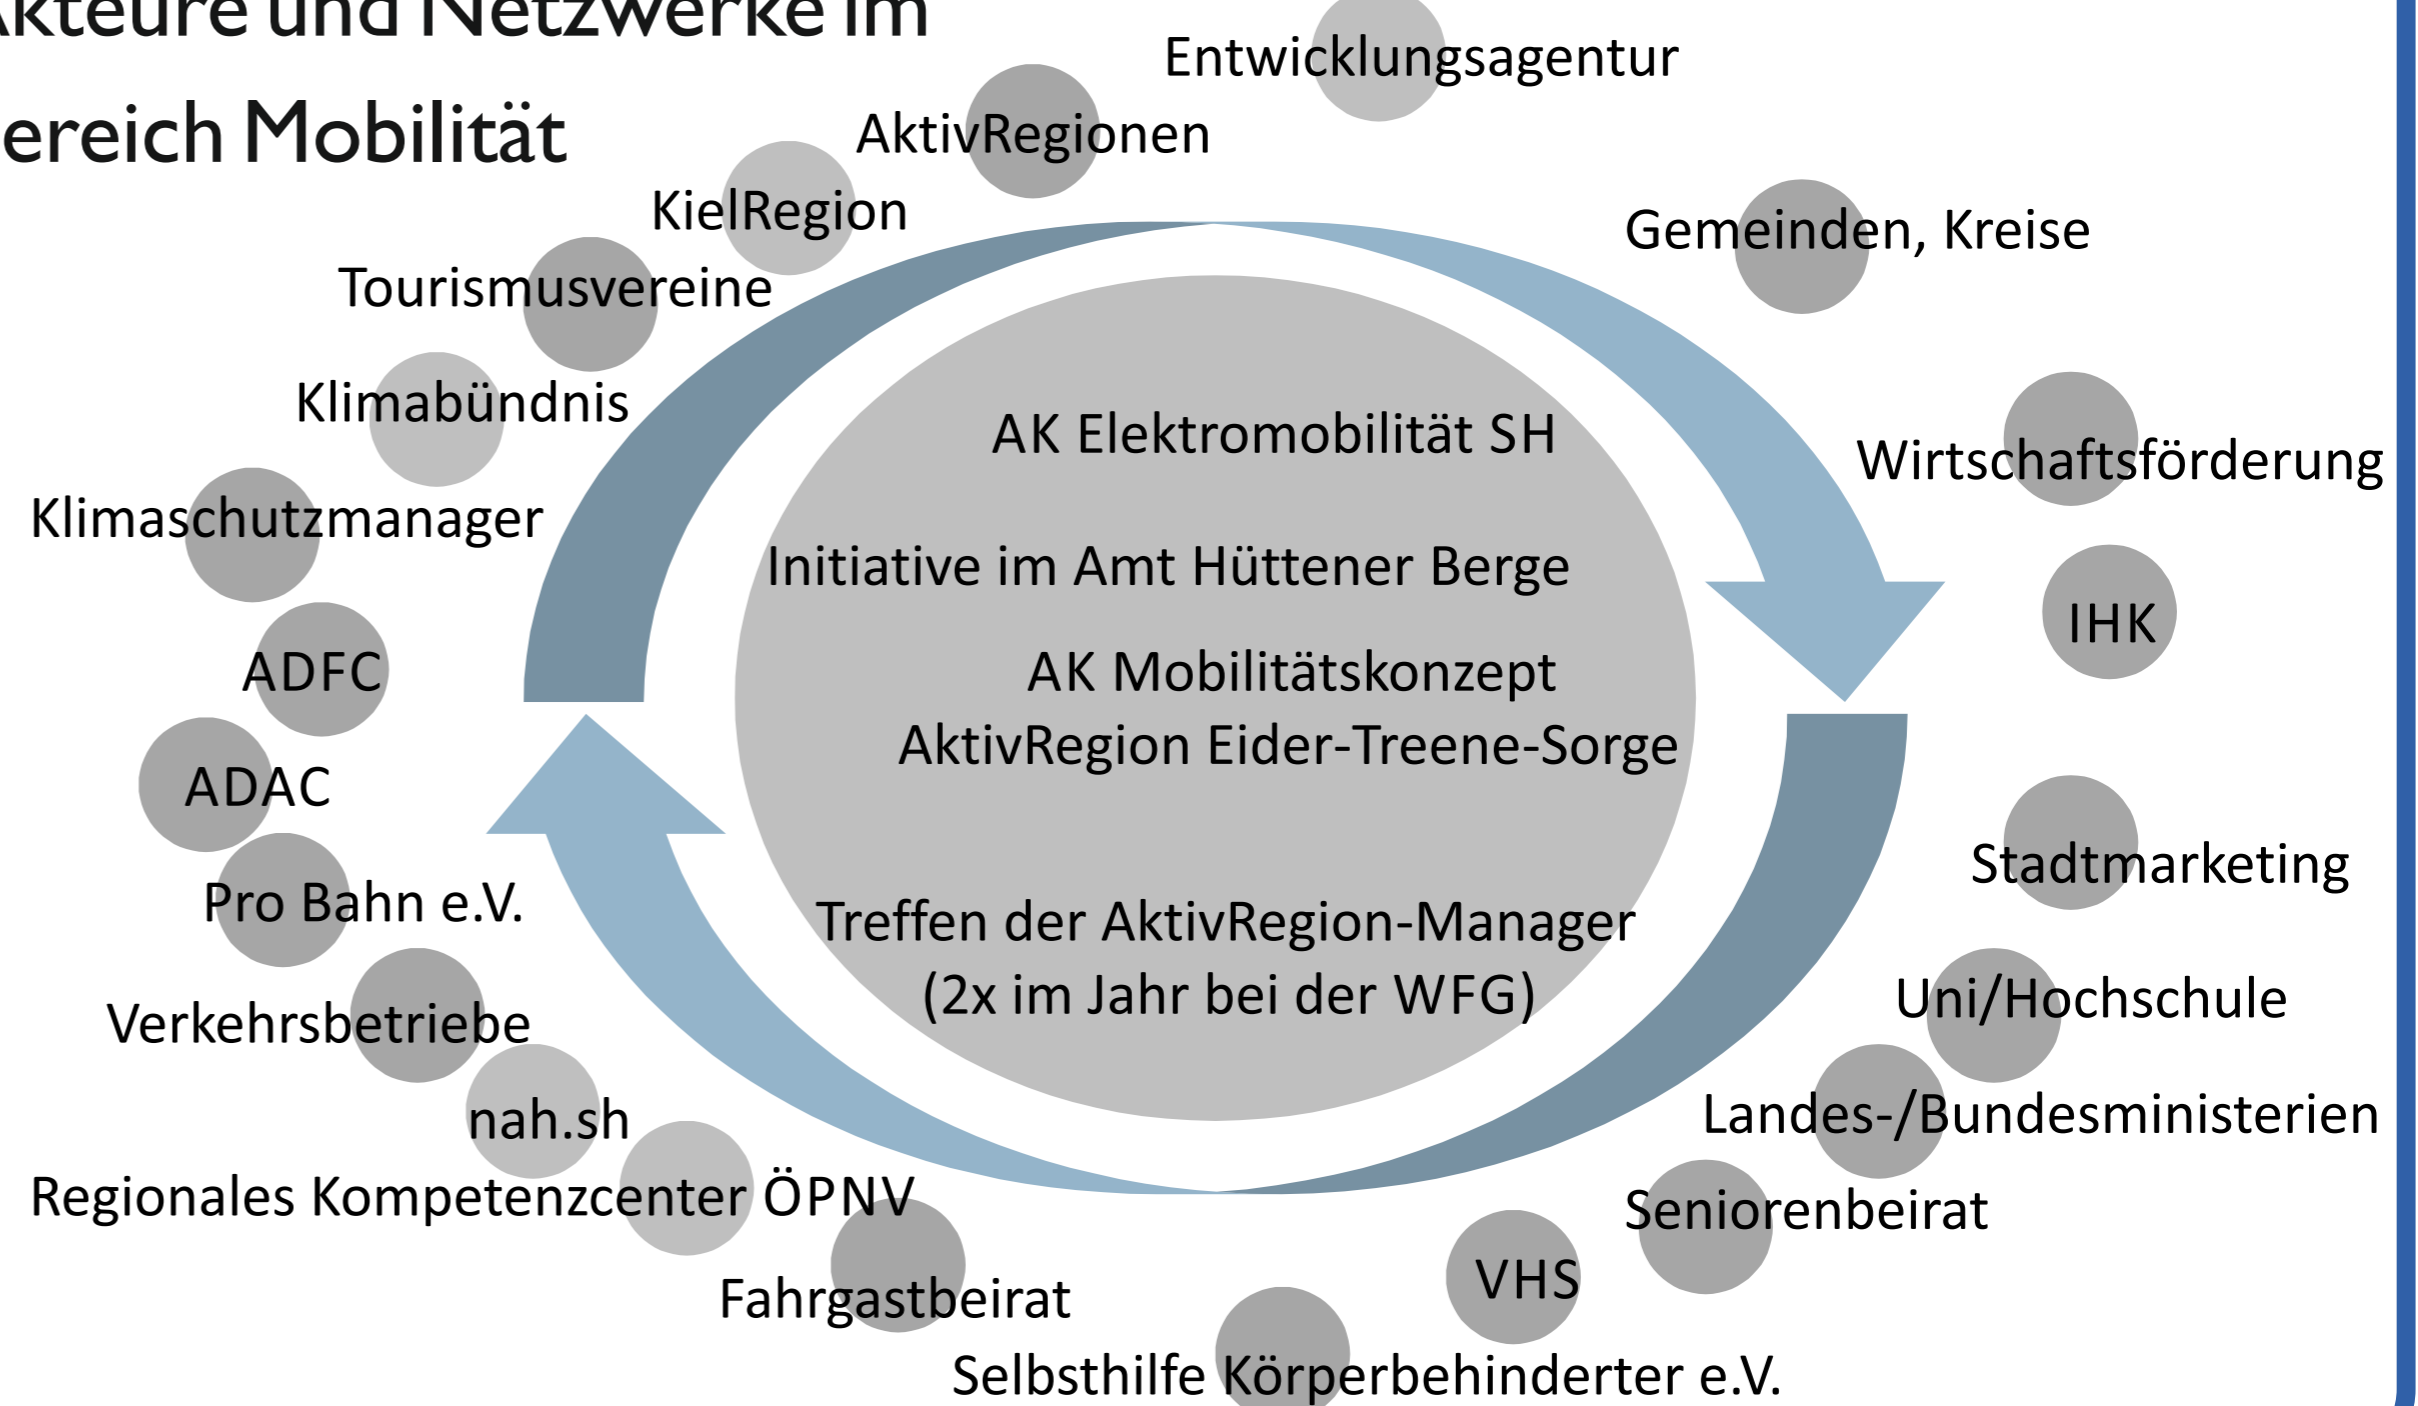 Akteure und Netzwerke im
ereich Mobilität
Entwicklungsagentur
AktivRegionen
KielRegion
Gemeinden, Kreise
Tourismusvereine
Klimabündnis
Wirtschaftsförderung
Klimaschutzmanager
IHK
ADFC
ADAC
Stadtmarketing
Pro Bahn e.V.
Uni/Hochschule
Verkehrsbetriebe
Landes-/Bundesministerien
nah.sh
Regionales Kompetenzcenter ÖPNV
Seniorenbeirat
VHS
Fahrgastbeirat
Selbsthilfe Körperbehinderter e.V.
AK Elektromobilität SH
Initiative im Amt Hüttener Berge
AK Mobilitätskonzept
AktivRegion Eider-Treene-Sorge
Treffen der AktivRegion-Manager
(2x im Jahr bei der WFG)